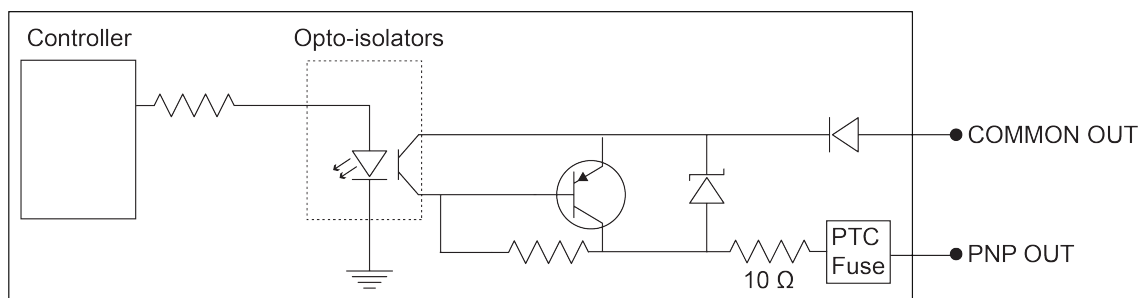 Controller
Opto-isolators
COMMON OUT
PTC
Fuse
PNP OUT
10 Ω